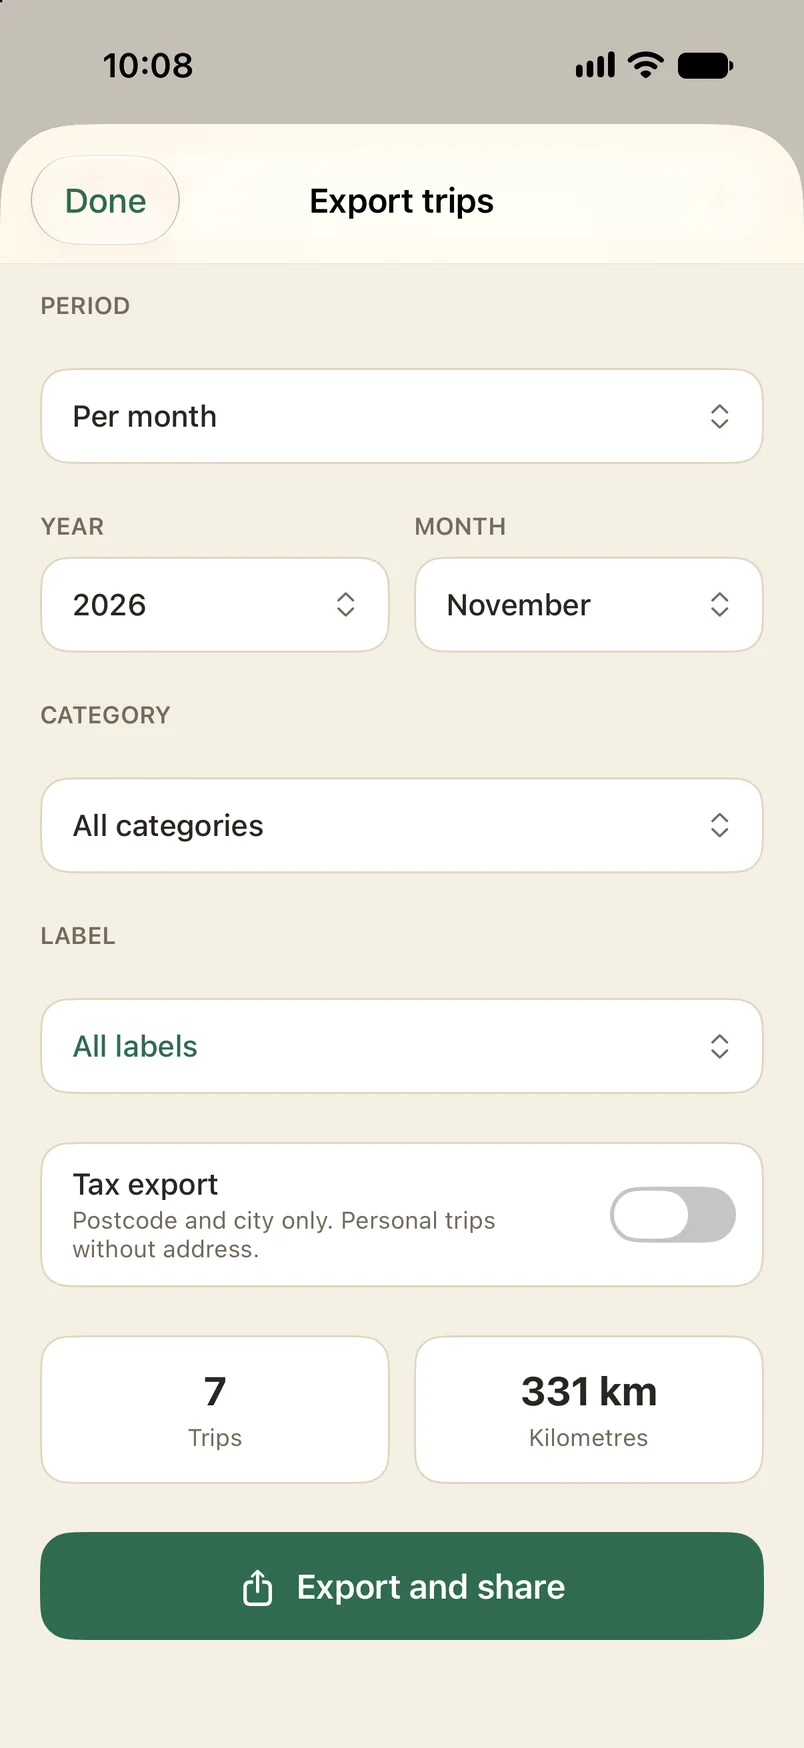 10:08
Done
Export trips
PERIOD
Per month
YEAR
MONTH
2026
November
CATEGORY
All categories
LABEL
All labels
Tax export
Postcode and city only. Personal trips
without address.
7
Trips
331 km
Kilometres
Export and share